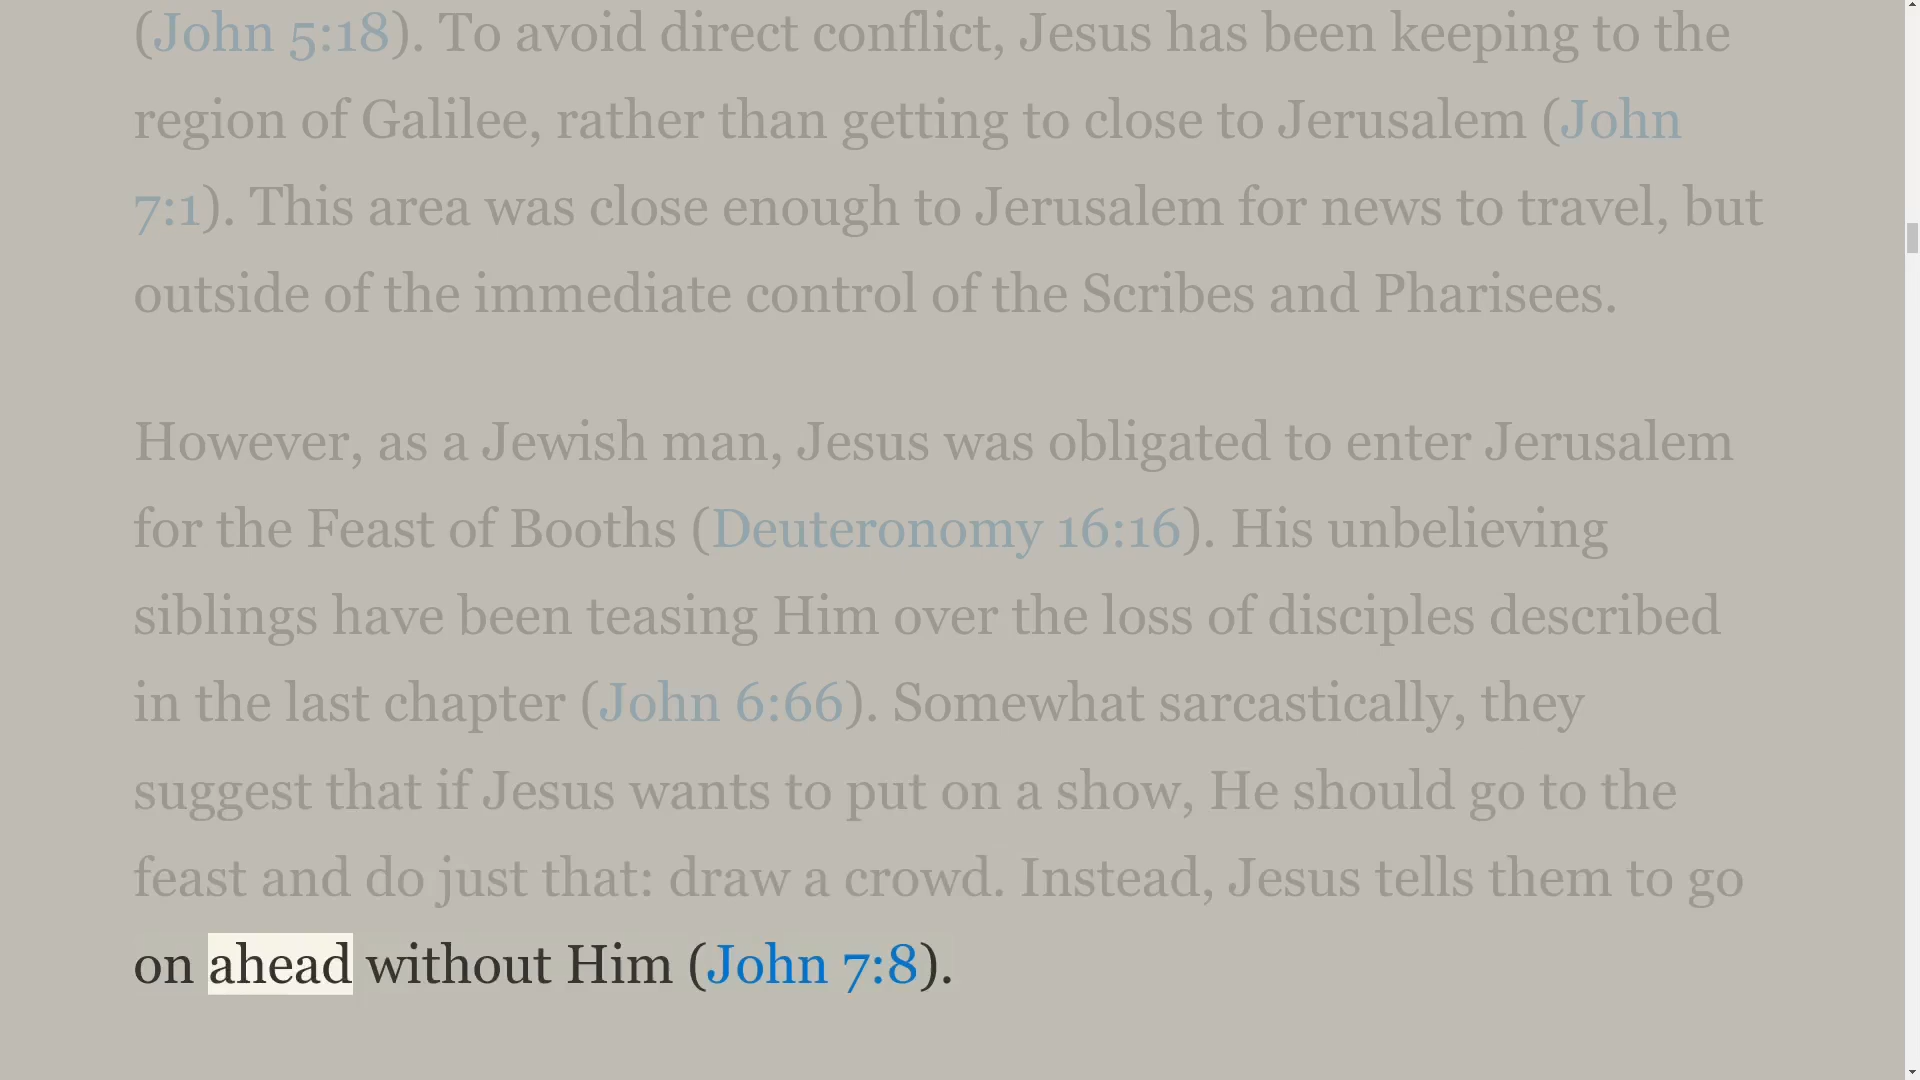 (John 5:18). To avoid direct conflict, Jesus has been keeping to the
region of Galilee, rather than getting to close to Jerusalem (John
7:1). This area was close enough to Jerusalem for news to travel, but
outside of the immediate control of the Scribes and Pharisees.
However, as a Jewish man, Jesus was obligated to enter Jerusalem
for the Feast of Booths (Deuteronomy 16:16). His unbelieving
siblings have been teasing Him over the loss of disciples described
in the last chapter (John 6:66). Somewhat sarcastically, they
suggest that if Jesus wants to put on a show, He should go to the
feast and do just that: draw a crowd. Instead, Jesus tells them to go
on ahead without Him (John 7:8).